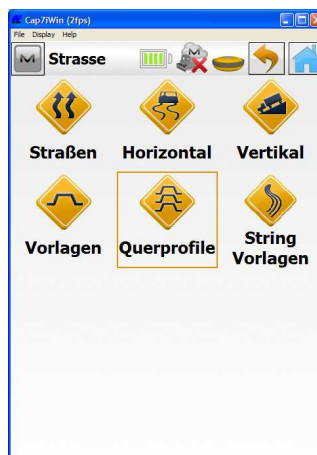 Cap7iWin (2fps)
File Display Help
M Strasse M
Straßen Horizontal Vertikal
Vorlagen Querprofile String Vorlagen